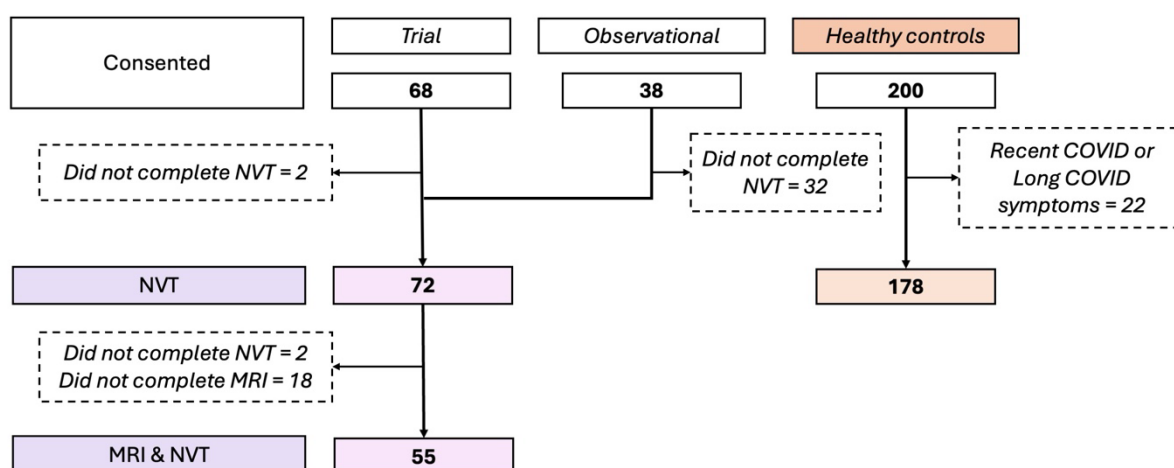 Consented
Trial
Observational
Healthy controls
68
38
200
Did not complete NVT = 2
Did not complete
NVT = 32
Recent COVID or
Long COVID
symptoms = 22
NVT
72
178
Did not complete NVT = 2
Did not complete MRI = 18
MRI & NVT
55